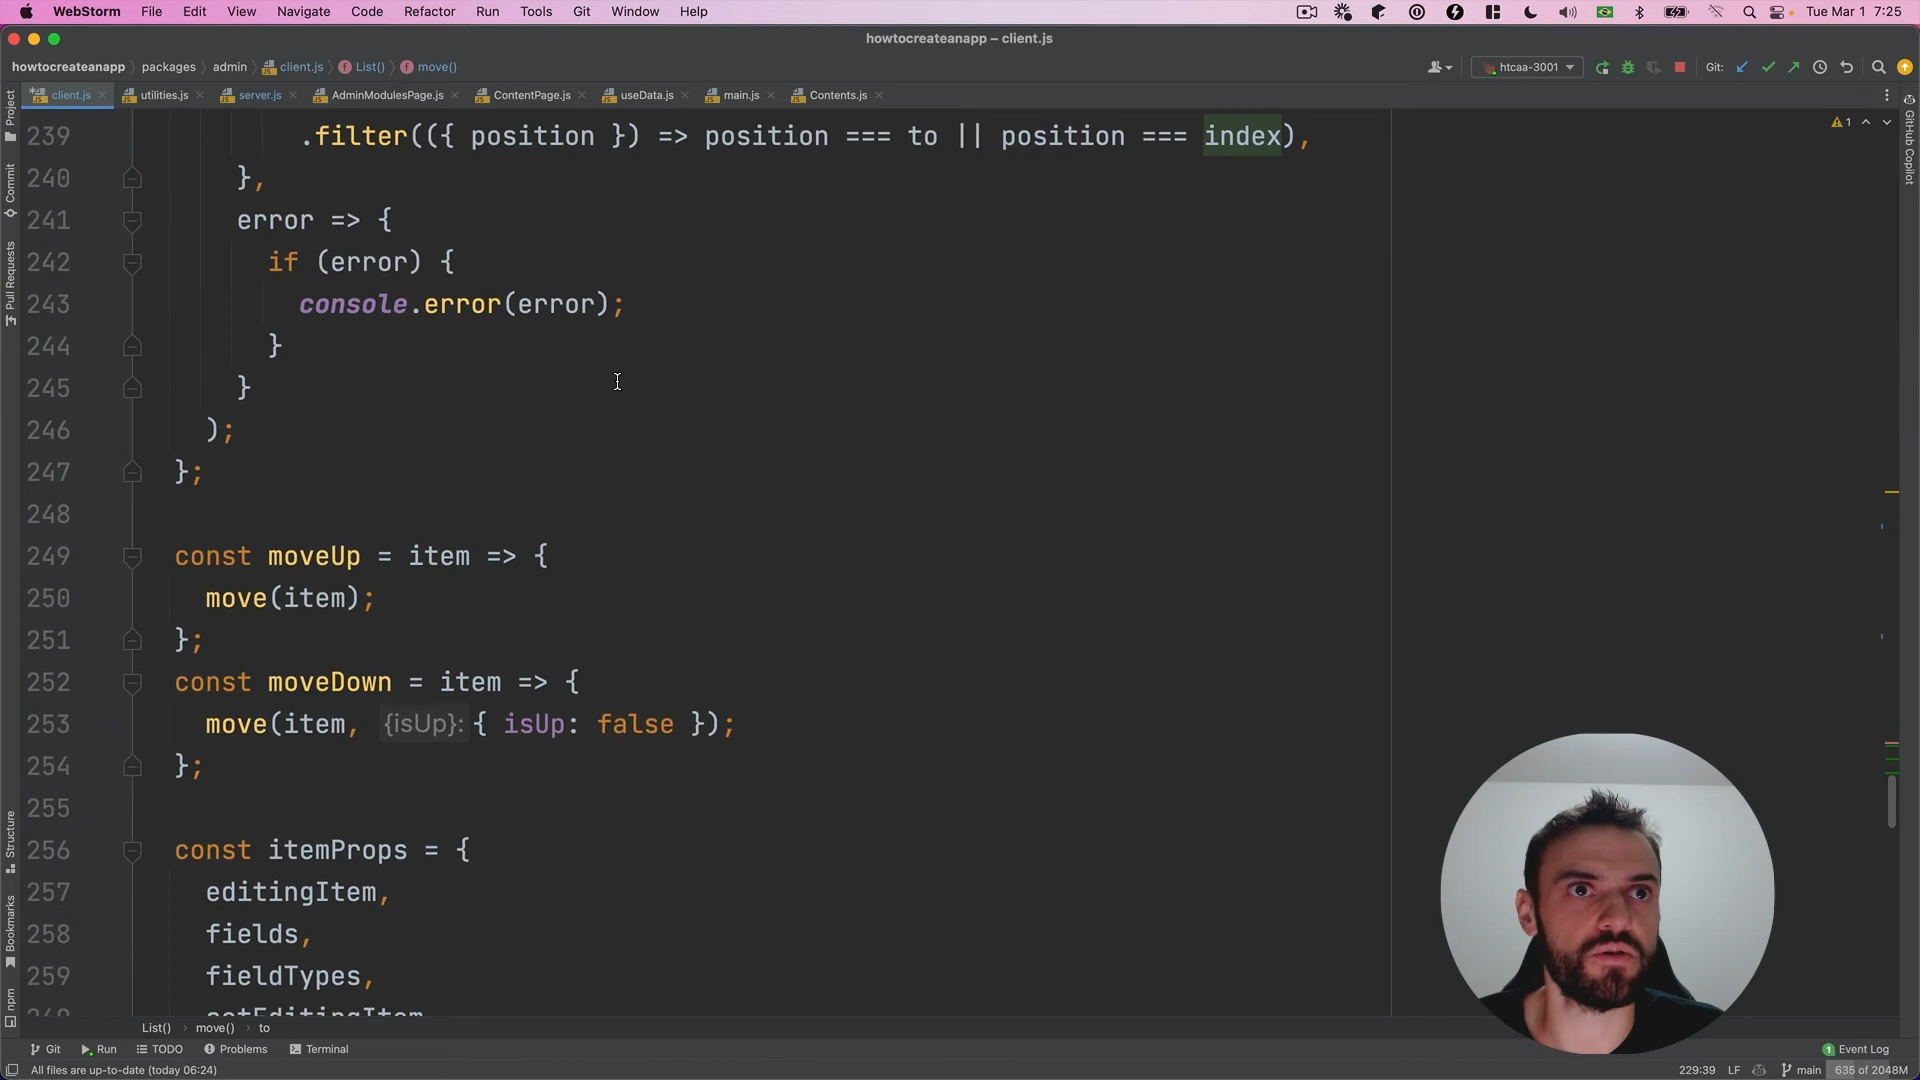 WebStorm File Edit View Navigate Code Refactor Run Tools Git Window Help Tue Mar 1 7:25
howtocreateanapp – client.js
howtocreateanapp packages admin client.js List() move() htcaa-3001 Git:
client.js utilities.js server.js AdminModulesPage.js ContentPage.js useData.js main.js Contents.js
Project
Commit
Pull Requests
Structure
Bookmarks
npm
GitHub Copilot
1
239 .filter(({ position }) => position === to || position === index),
240 },
241 error => {
242 if (error) {
243 console.error(error);
244 }
245 }
246 );
247 };
248
249 const moveUp = item => {
250 move(item);
251 };
252 const moveDown = item => {
253 move(item, {isUp}: { isUp: false });
254 };
255
256 const itemProps = {
257 editingItem,
258 fields,
259 fieldTypes,
260 setEditingItem
List() move() to
Git Run TODO Problems Terminal 1 Event Log
All files are up-to-date (today 06:24) 229:39 LF main 635 of 2048M